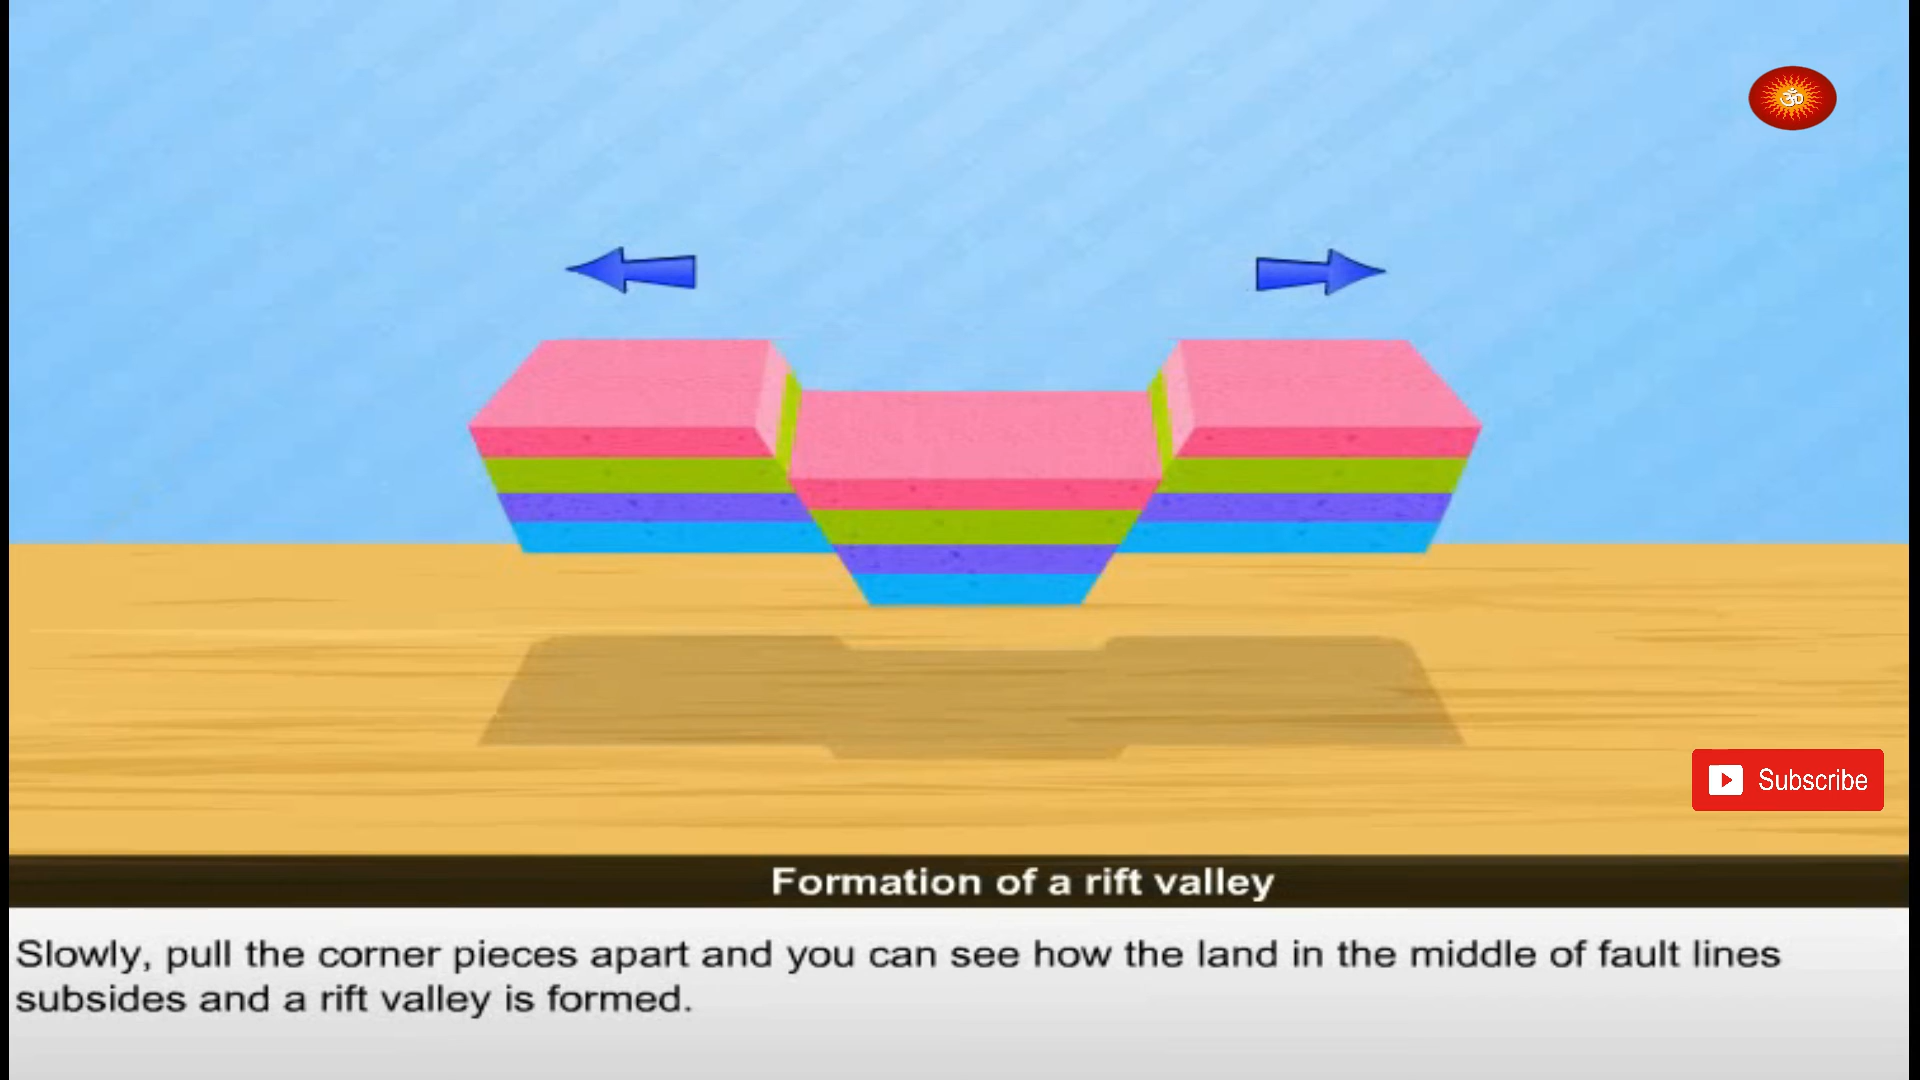 ॐ
Subscribe
Formation of a rift valley
Slowly, pull the corner pieces apart and you can see how the land in the middle of fault lines
subsides and a rift valley is formed.